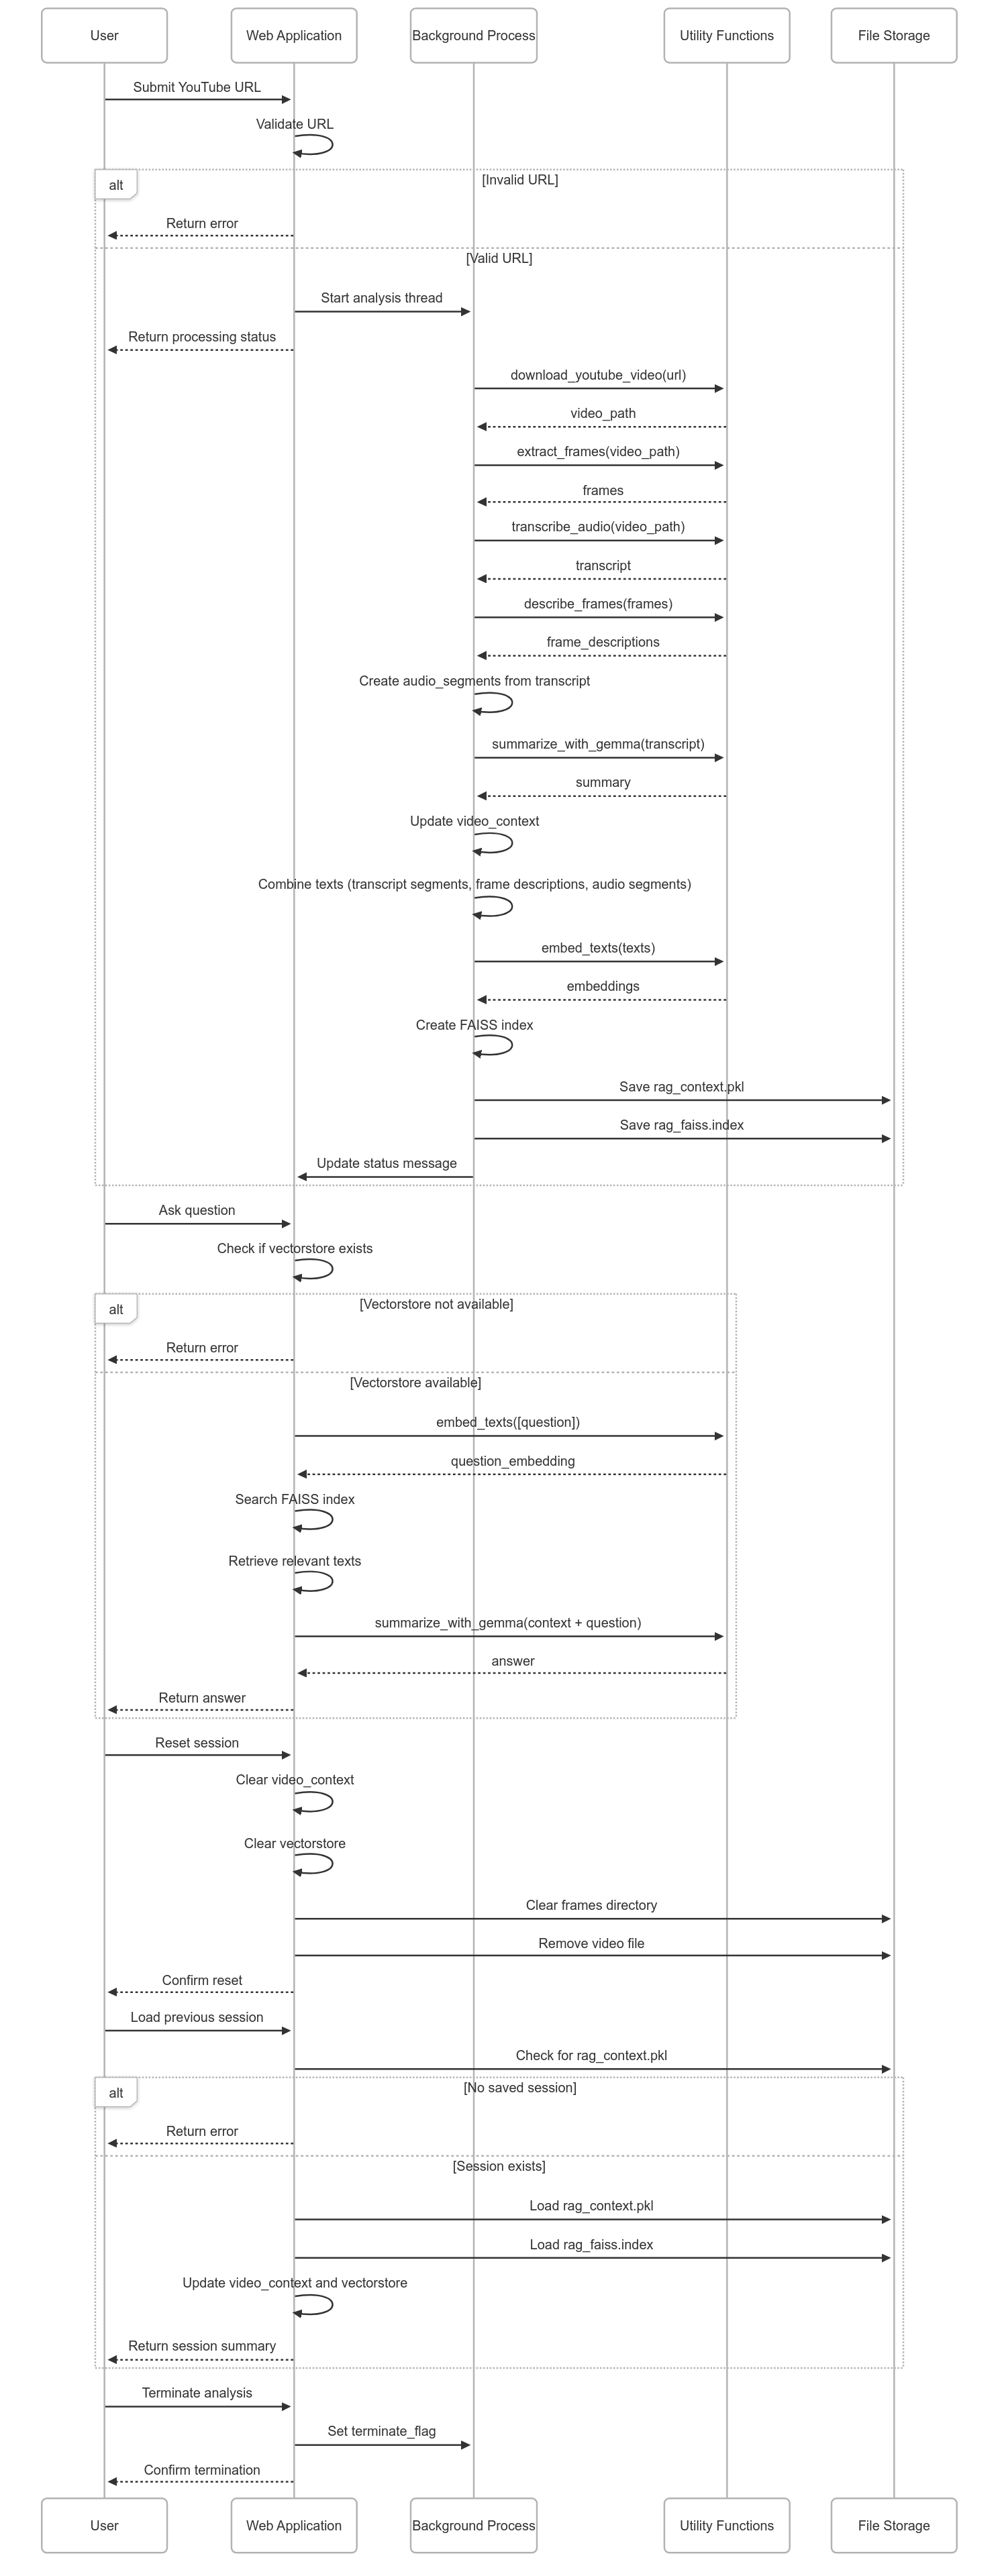 User
Web Application
Background Process
Utility Functions
File Storage
Submit YouTube URL
Validate URL
alt
[Invalid URL]
Return error
[Valid URL]
Start analysis thread
Return processing status
download_youtube_video(url)
video_path
extract_frames(video_path)
frames
transcribe_audio(video_path)
transcript
describe_frames(frames)
frame_descriptions
Create audio_segments from transcript
summarize_with_gemma(transcript)
summary
Update video_context
Combine texts (transcript segments, frame descriptions, audio segments)
embed_texts(texts)
embeddings
Create FAISS index
Save rag_context.pkl
Save rag_faiss.index
Update status message
Ask question
Check if vectorstore exists
alt
[Vectorstore not available]
Return error
[Vectorstore available]
embed_texts([question])
question_embedding
Search FAISS index
Retrieve relevant texts
summarize_with_gemma(context + question)
answer
Return answer
Reset session
Clear video_context
Clear vectorstore
Clear frames directory
Remove video file
Confirm reset
Load previous session
Check for rag_context.pkl
alt
[No saved session]
Return error
[Session exists]
Load rag_context.pkl
Load rag_faiss.index
Update video_context and vectorstore
Return session summary
Terminate analysis
Set terminate_flag
Confirm termination
User
Web Application
Background Process
Utility Functions
File Storage